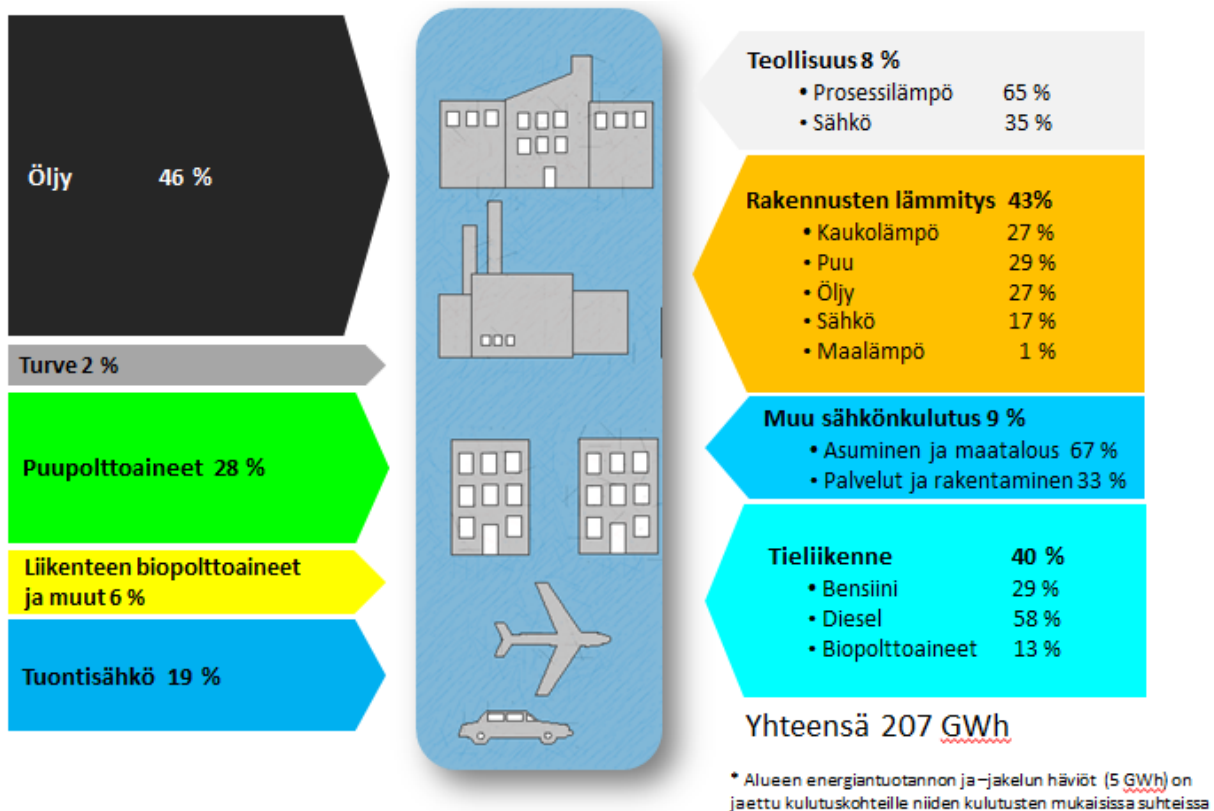 Öljy 46 %
Turve 2 %
Puupolttoaineet 28 %
Liikenteen biopolttoaineet
ja muut 6 %
Tuontisähkö 19 %
Teollisuus 8 %
• Prosessilämpö 65 %
• Sähkö 35 %
Rakennusten lämmitys 43%
• Kaukolämpö 27 %
• Puu 29 %
• Öljy 27 %
• Sähkö 17 %
• Maalämpö 1 %
Muu sähkönkulutus 9 %
• Asuminen ja maatalous 67 %
• Palvelut ja rakentaminen 33 %
Tieliikenne 40 %
• Bensiini 29 %
• Diesel 58 %
• Biopolttoaineet 13 %
Yhteensä 207 GWh
* Alueen energiantuotannon ja –jakelun häviöt (5 GWh) on
jaettu kulutuskohteille niiden kulutusten mukaisissa suhteissa